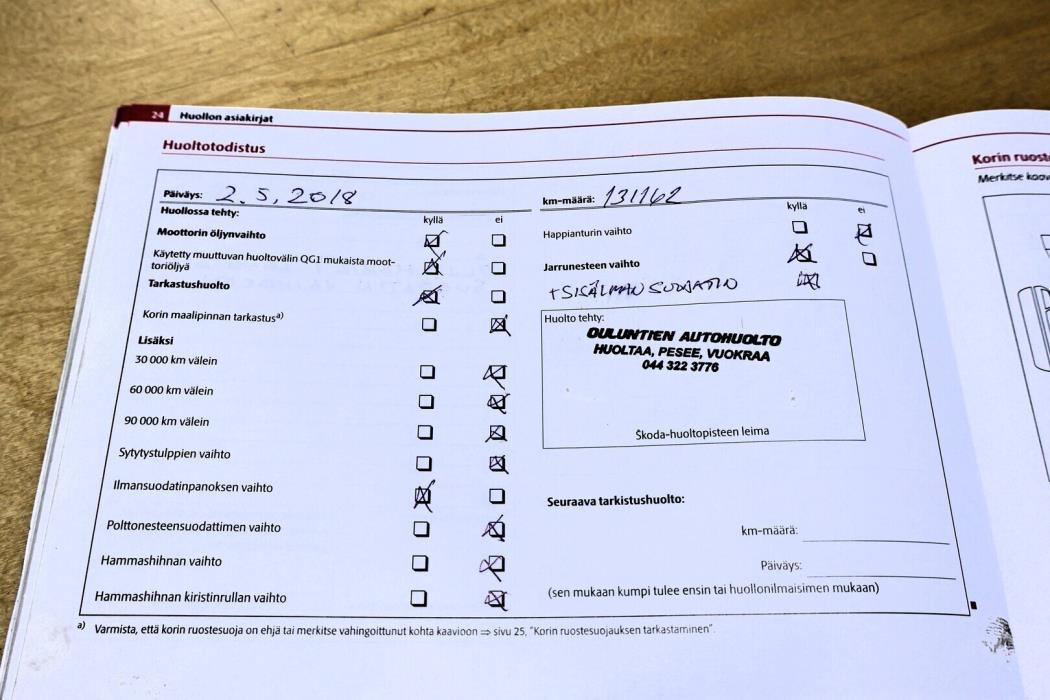 24 Huollon asiakirjat
Huoltotodistus
Päiväys: 2.5.2018
Huollossa tehty:
kyllä ei
Moottorin öljynvaihto
Käytetty muuttuvan huoltovälin QG1 mukaista moot-
toriöljyä
Tarkastushuolto
Korin maalipinnan tarkastusa)
Lisäksi
30 000 km välein
60 000 km välein
90 000 km välein
Sytytystulppien vaihto
Ilmansuodatinpanoksen vaihto
Polttonesteensuodattimen vaihto
Hammashihnan vaihto
Hammashihnan kiristinrullan vaihto
km-määrä: 131162
kyllä ei
Happianturin vaihto
Jarrunesteen vaihto
+SISÄILMAN SUODATIN
Huolto tehty:
OULUNTIEN AUTOHUOLTO
HUOLTAA, PESEE, VUOKRAA
044 322 3776
Škoda-huoltopisteen leima
Seuraava tarkistushuolto:
km-määrä:
Päiväys:
(sen mukaan kumpi tulee ensin tai huollonilmaisimen mukaan)
a) Varmista, että korin ruostesuoja on ehjä tai merkitse vahingoittunut kohta kaavioon ⇒ sivu 25, "Korin ruostesuojauksen tarkastaminen".
Korin ruost
Merkitse kaav